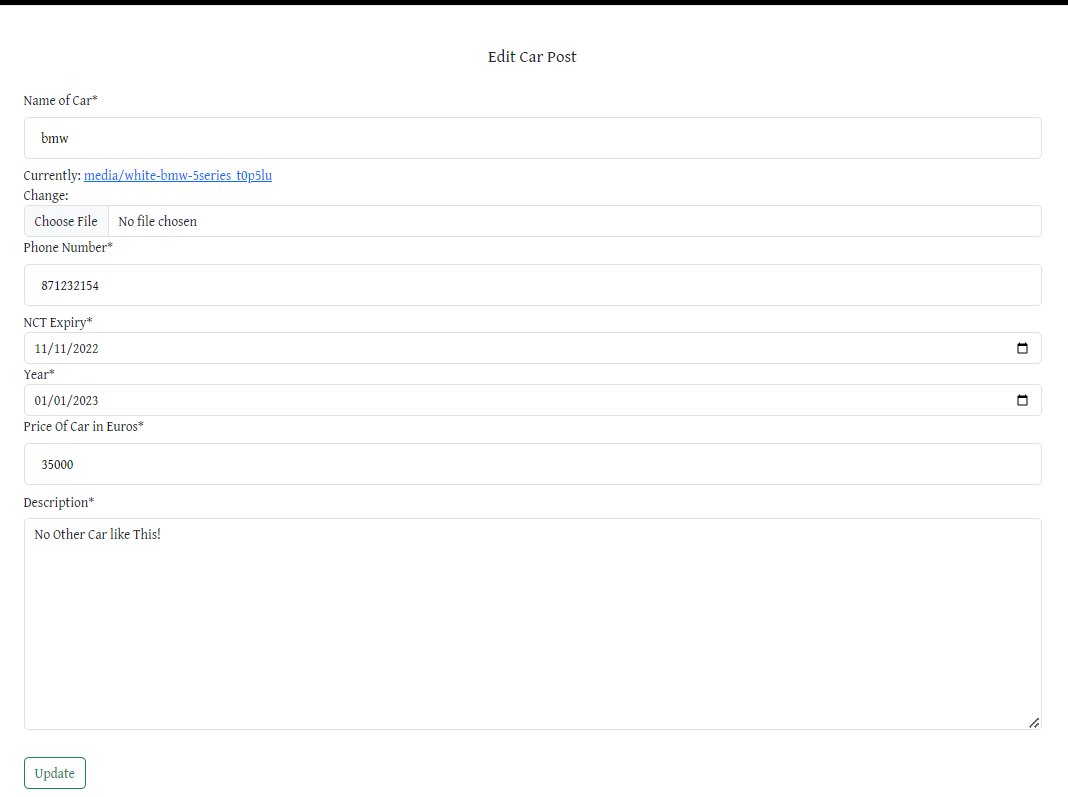 Edit Car Post
Name of Car*
bmw
Currently: media/white-bmw-5series_t0p5lu
Change:
Choose File No file chosen
Phone Number*
871232154
NCT Expiry*
11/11/2022
Year*
01/01/2023
Price Of Car in Euros*
35000
Description*
No Other Car like This!
Update